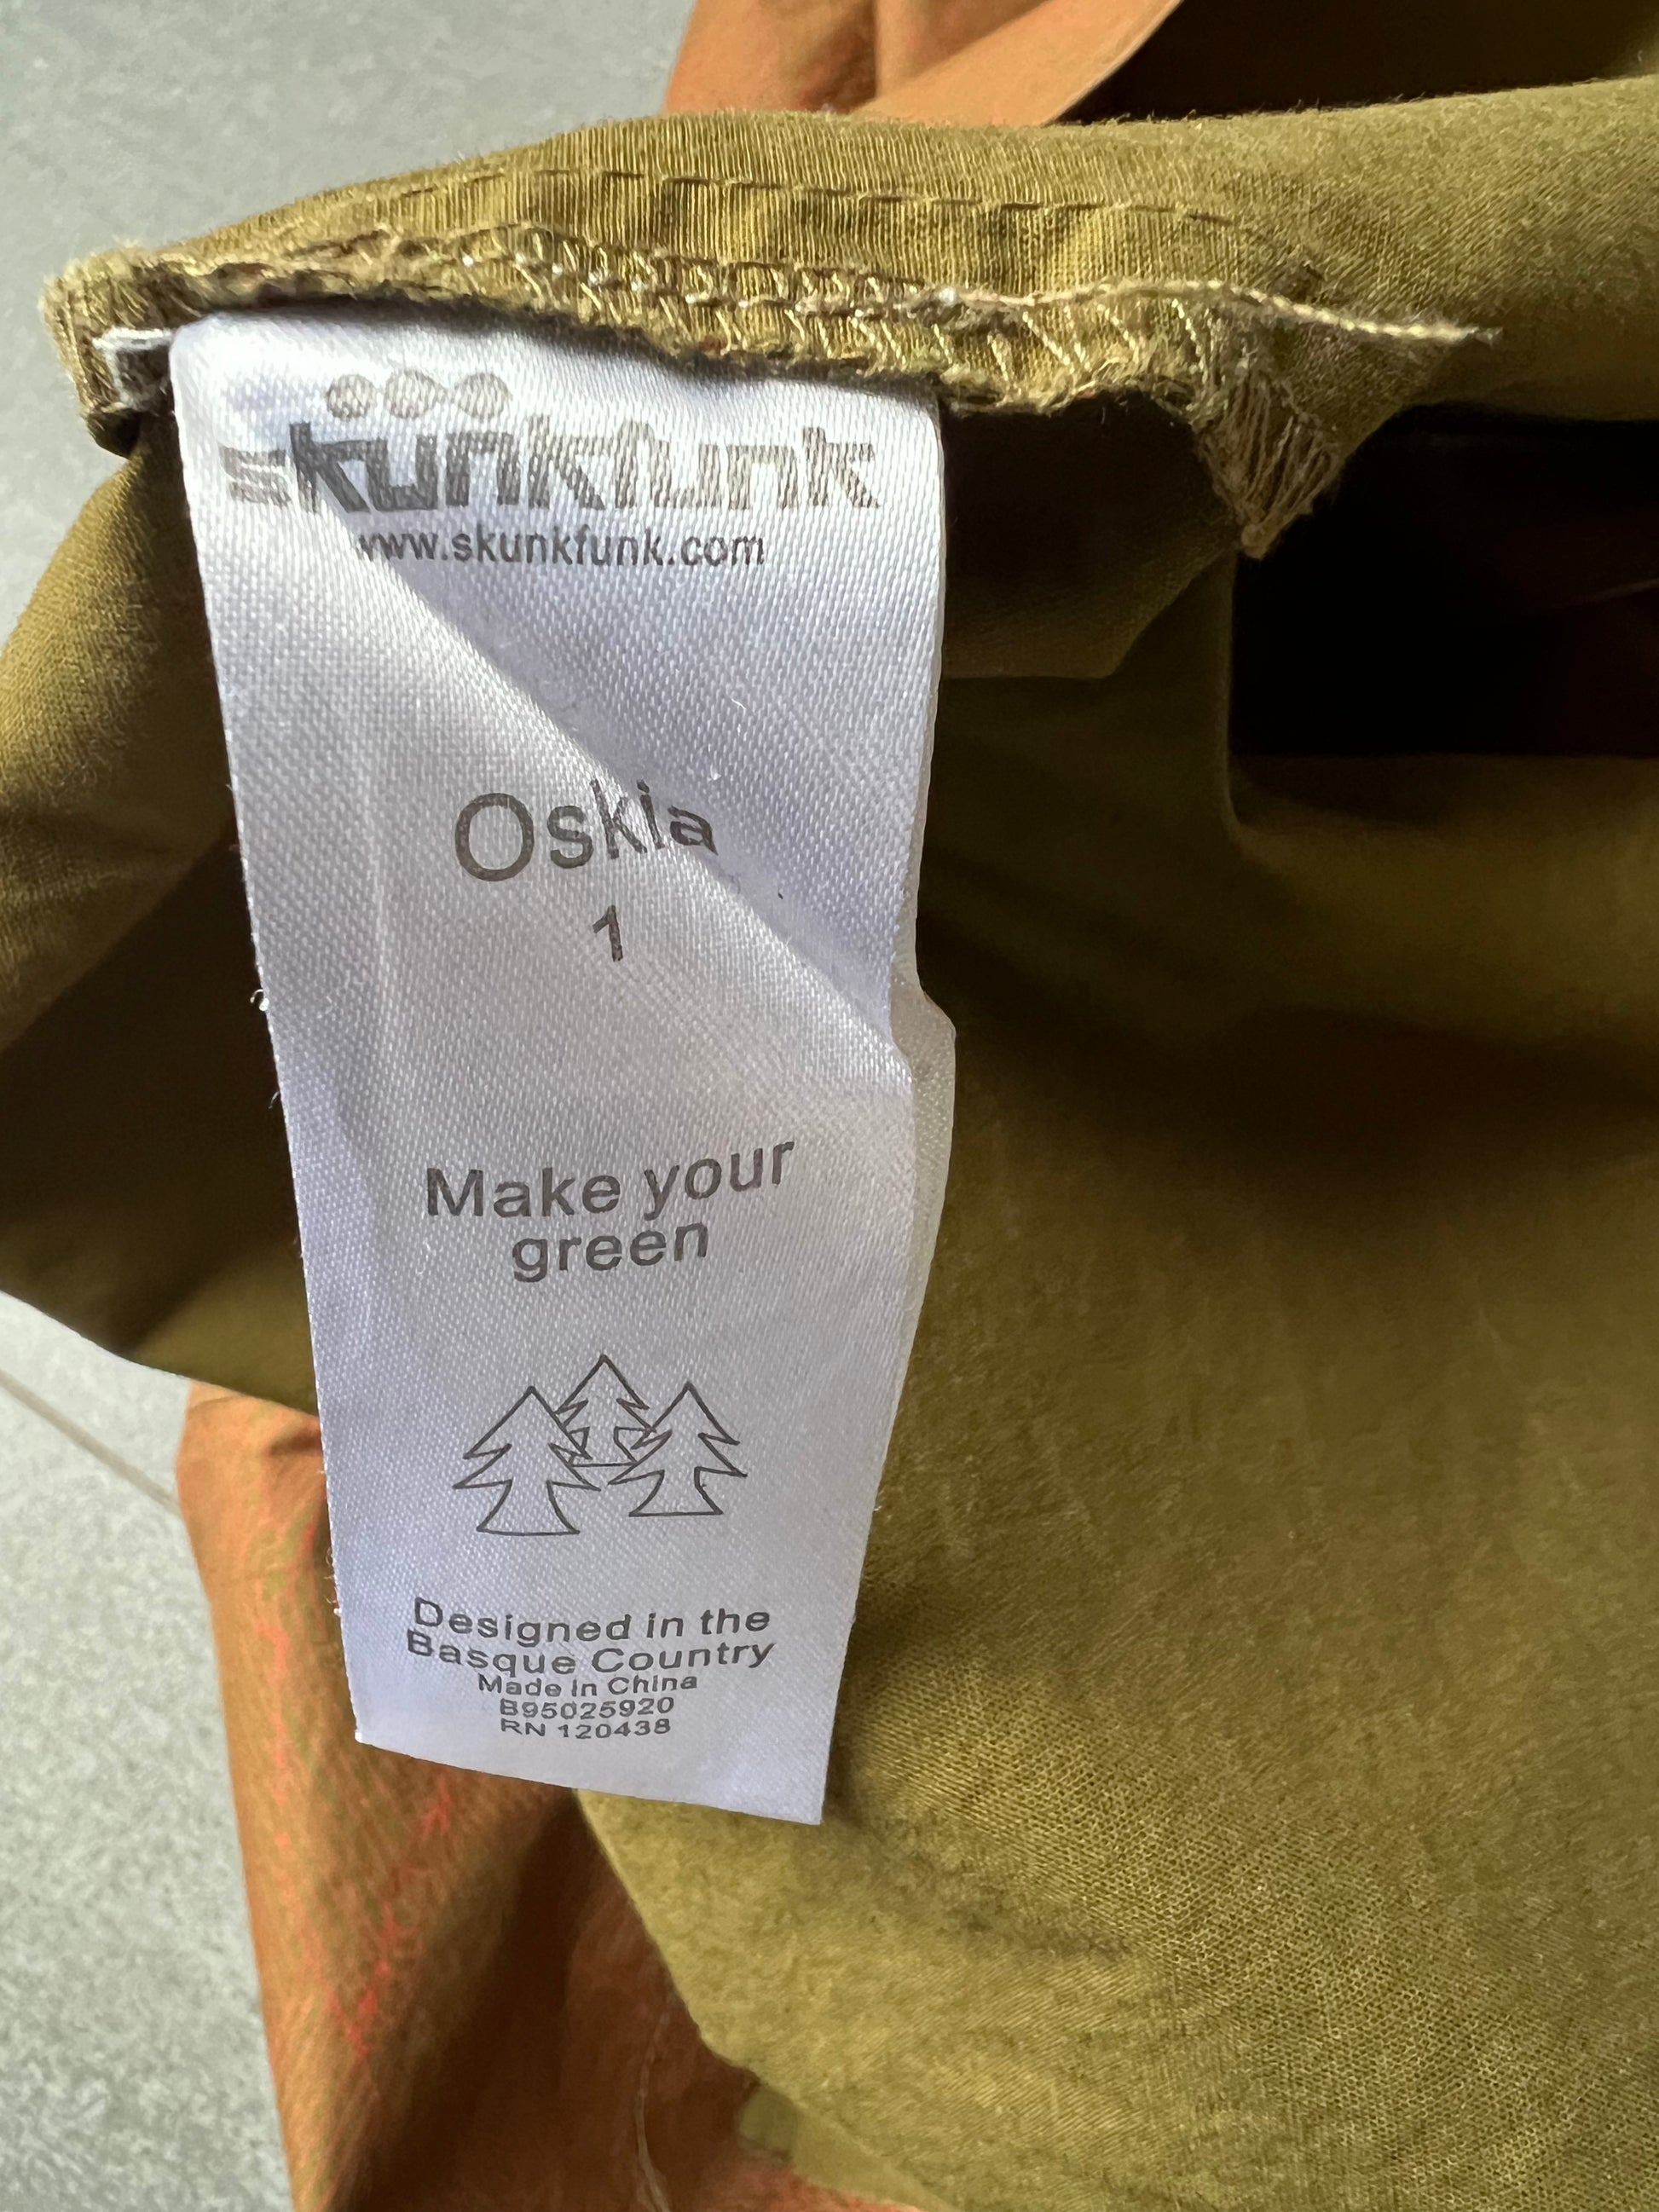 skunkfunk
www.skunkfunk.com
Oskia
1
Make your
green
Designed in the
Basque Country
Made in China
B95025920
RN 120438